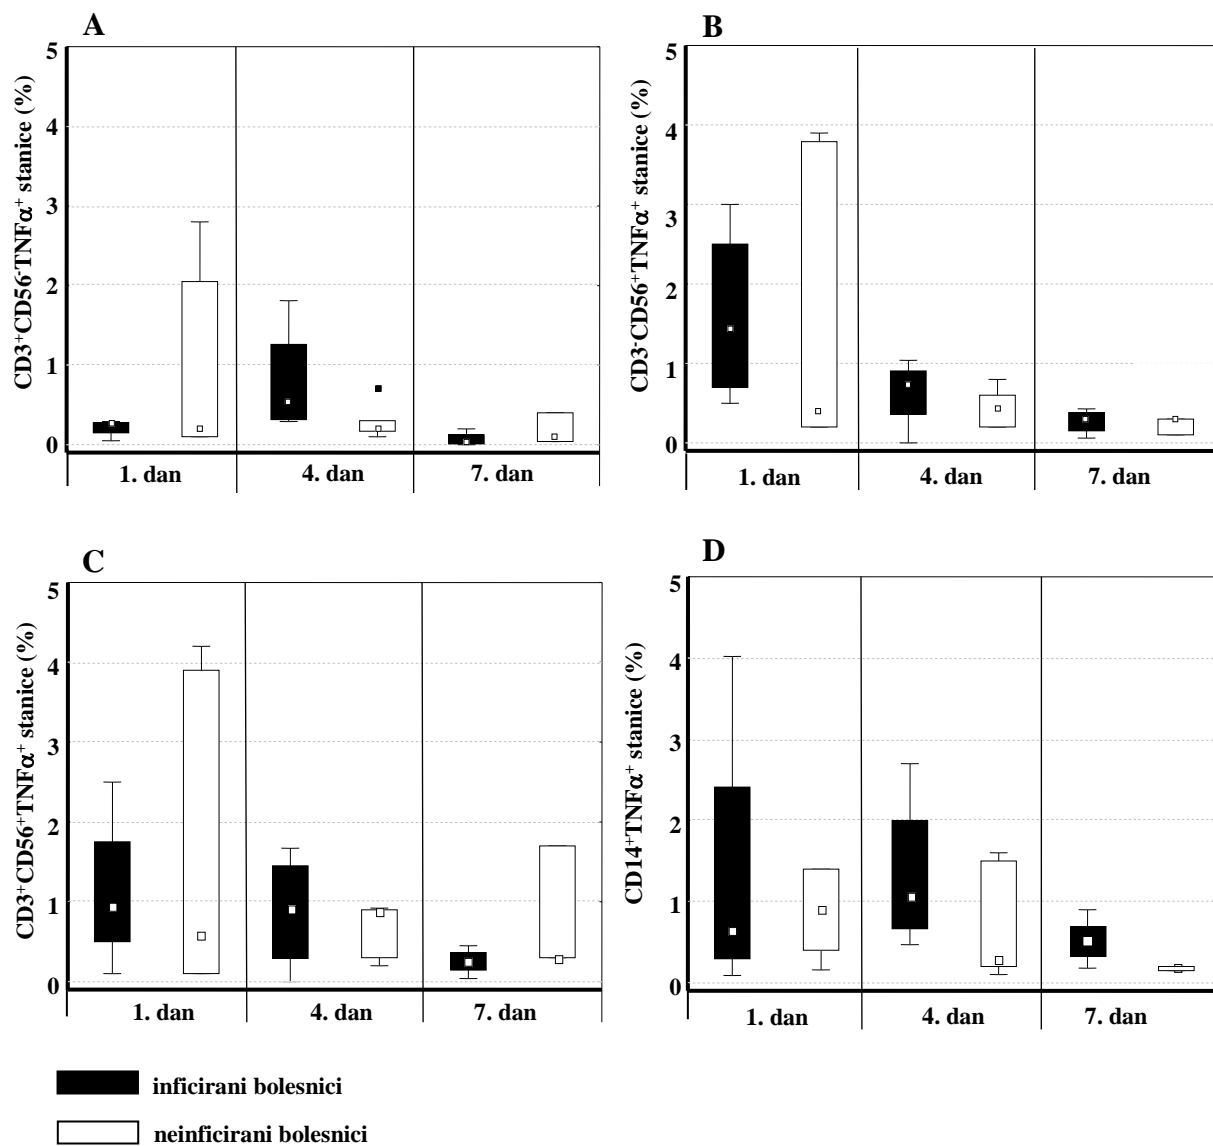 A
CD3⁺CD56⁻TNFα⁺ stanice (%)
5
4
3
2
1
0
1. dan 4. dan 7. dan
B
CD3⁻CD56⁺TNFα⁺ stanice (%)
5
4
3
2
1
0
1. dan 4. dan 7. dan
C
CD3⁺CD56⁺TNFα⁺ stanice (%)
5
4
3
2
1
0
1. dan 4. dan 7. dan
D
CD14⁺TNFα⁺ stanice (%)
5
4
3
2
1
0
1. dan 4. dan 7. dan
inficirani bolesnici
neinficirani bolesnici